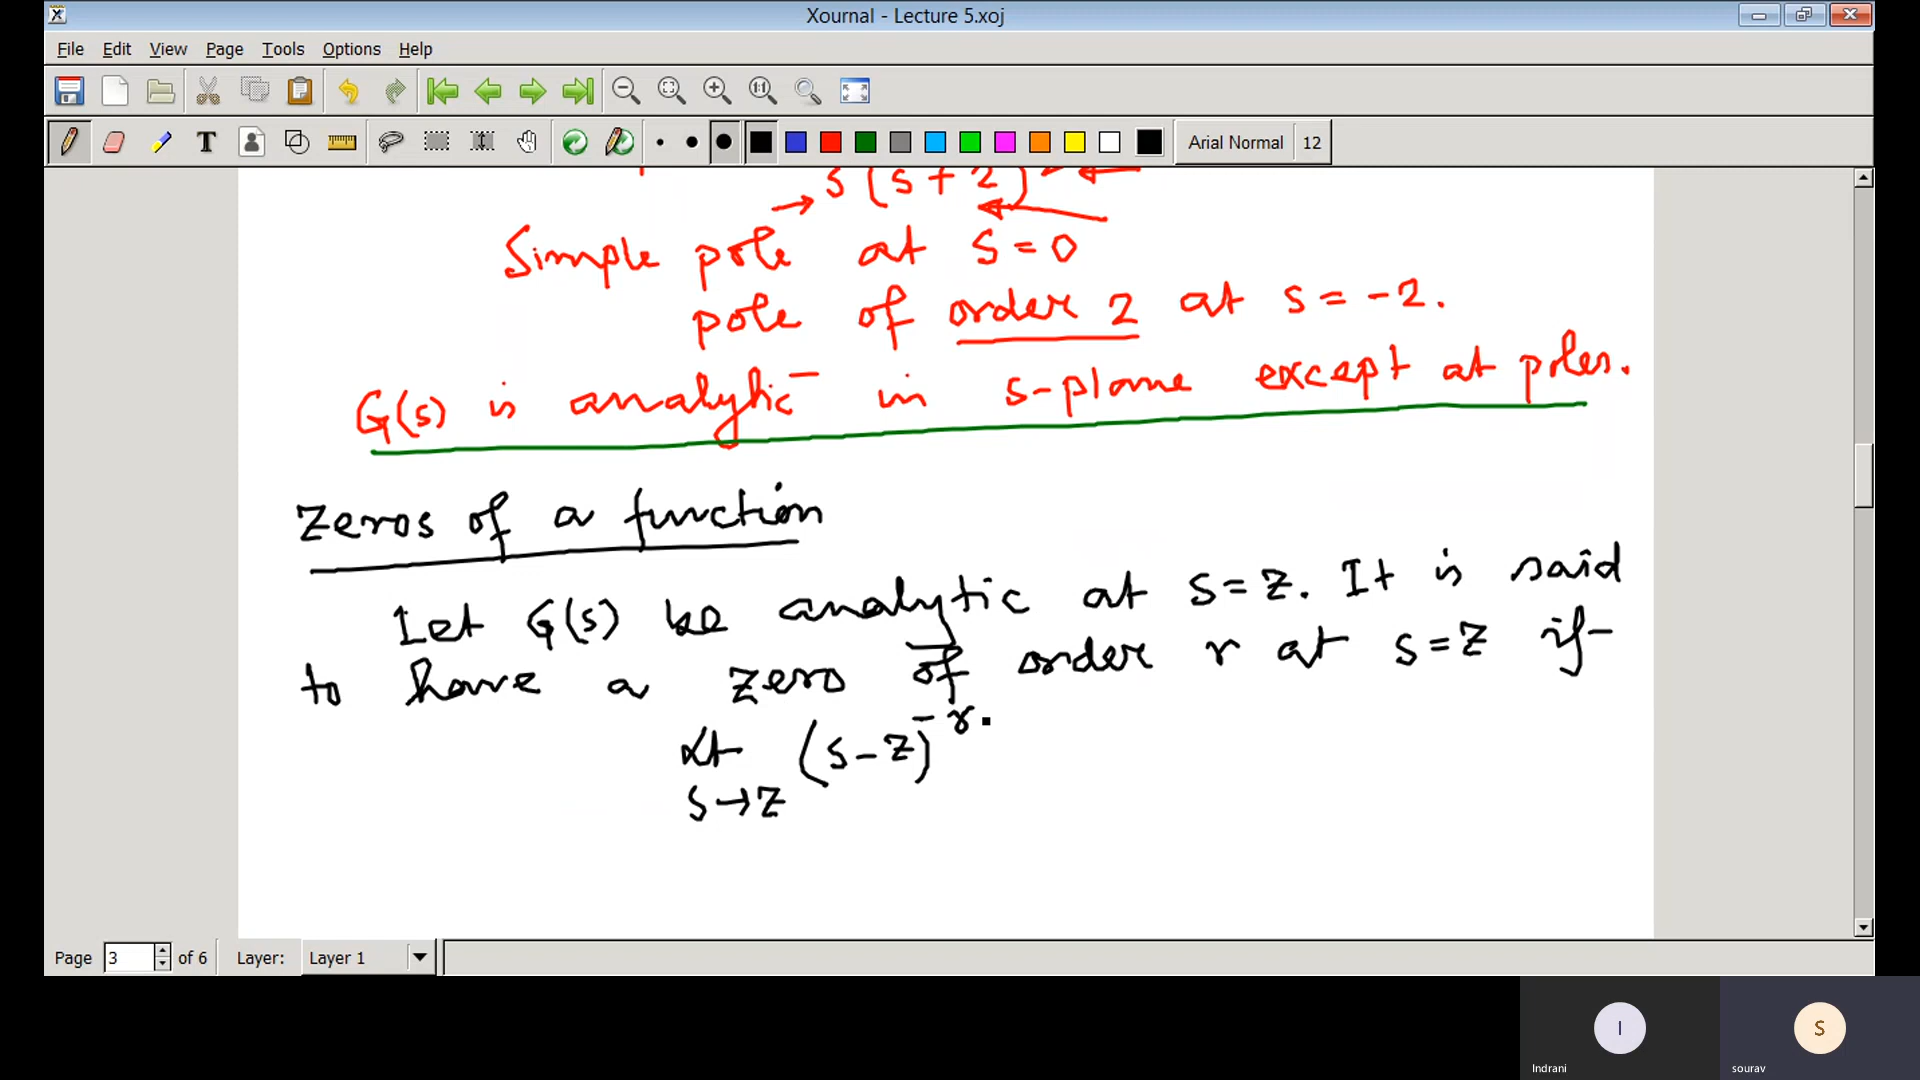 Xournal - Lecture 5.xoj
File Edit View Page Tools Options Help
Arial Normal 12
s(s+2)
Simple pole at s=0
pole of order 2 at s = -2.
G(s) is analytic in s-plane except at poles.
Zeros of a function
Let G(s) be analytic at s=z. It is said
to have a zero of order r at s=z if
Lt (s-z)^-r
s→z
Page 3 of 6 Layer: Layer 1
I S
Indrani sourav